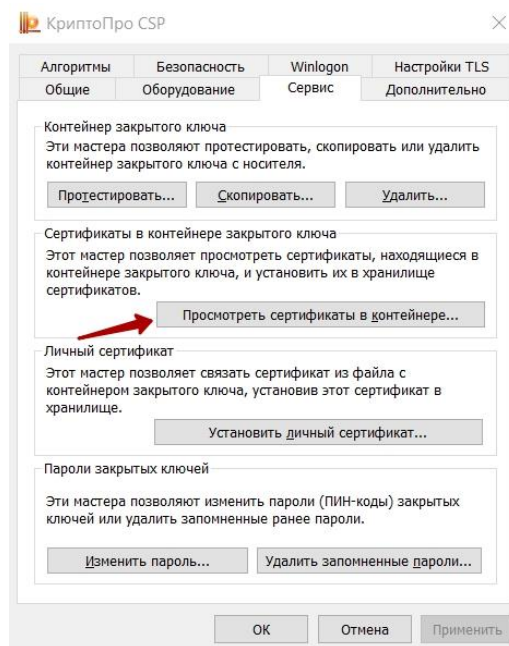 КриптоПро CSP
Алгоритмы Безопасность Winlogon Настройки TLS
Общие Оборудование Сервис Дополнительно
Контейнер закрытого ключа
Эти мастера позволяют протестировать, скопировать или удалить
контейнер закрытого ключа с носителя.
Протестировать... Скопировать... Удалить...
Сертификаты в контейнере закрытого ключа
Этот мастер позволяет просмотреть сертификаты, находящиеся в
контейнере закрытого ключа, и установить их в хранилище
сертификатов.
Просмотреть сертификаты в контейнере...
Личный сертификат
Этот мастер позволяет связать сертификат из файла с
контейнером закрытого ключа, установив этот сертификат в
хранилище.
Установить личный сертификат...
Пароли закрытых ключей
Эти мастера позволяют изменить пароли (ПИН-коды) закрытых
ключей или удалить запомненные ранее пароли.
Изменить пароль... Удалить запомненные пароли...
ОК Отмена Применить